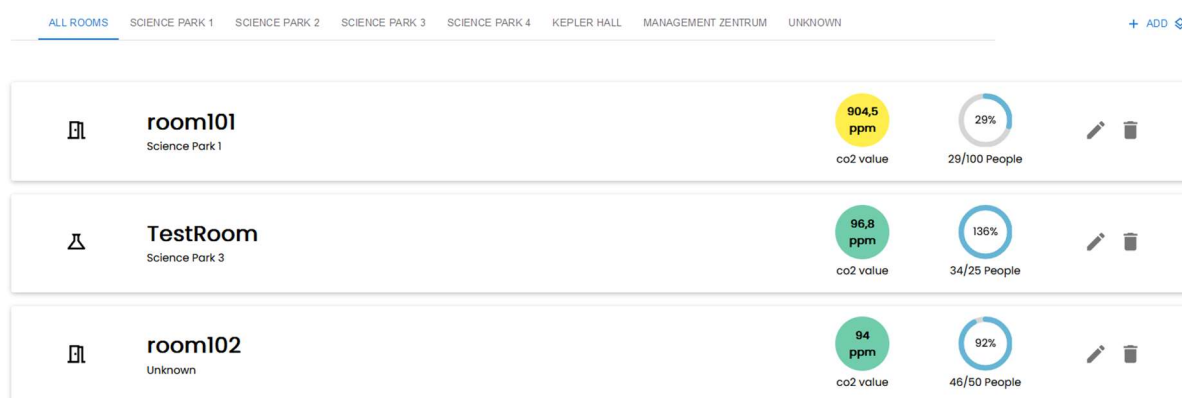 ALL ROOMS SCIENCE PARK 1 SCIENCE PARK 2 SCIENCE PARK 3 SCIENCE PARK 4 KEPLER HALL MANAGEMENT ZENTRUM UNKNOWN + ADD
room101
Science Park 1
904,5
ppm
co2 value
29%
29/100 People
TestRoom
Science Park 3
96,8
ppm
co2 value
136%
34/25 People
room102
Unknown
94
ppm
co2 value
92%
46/50 People